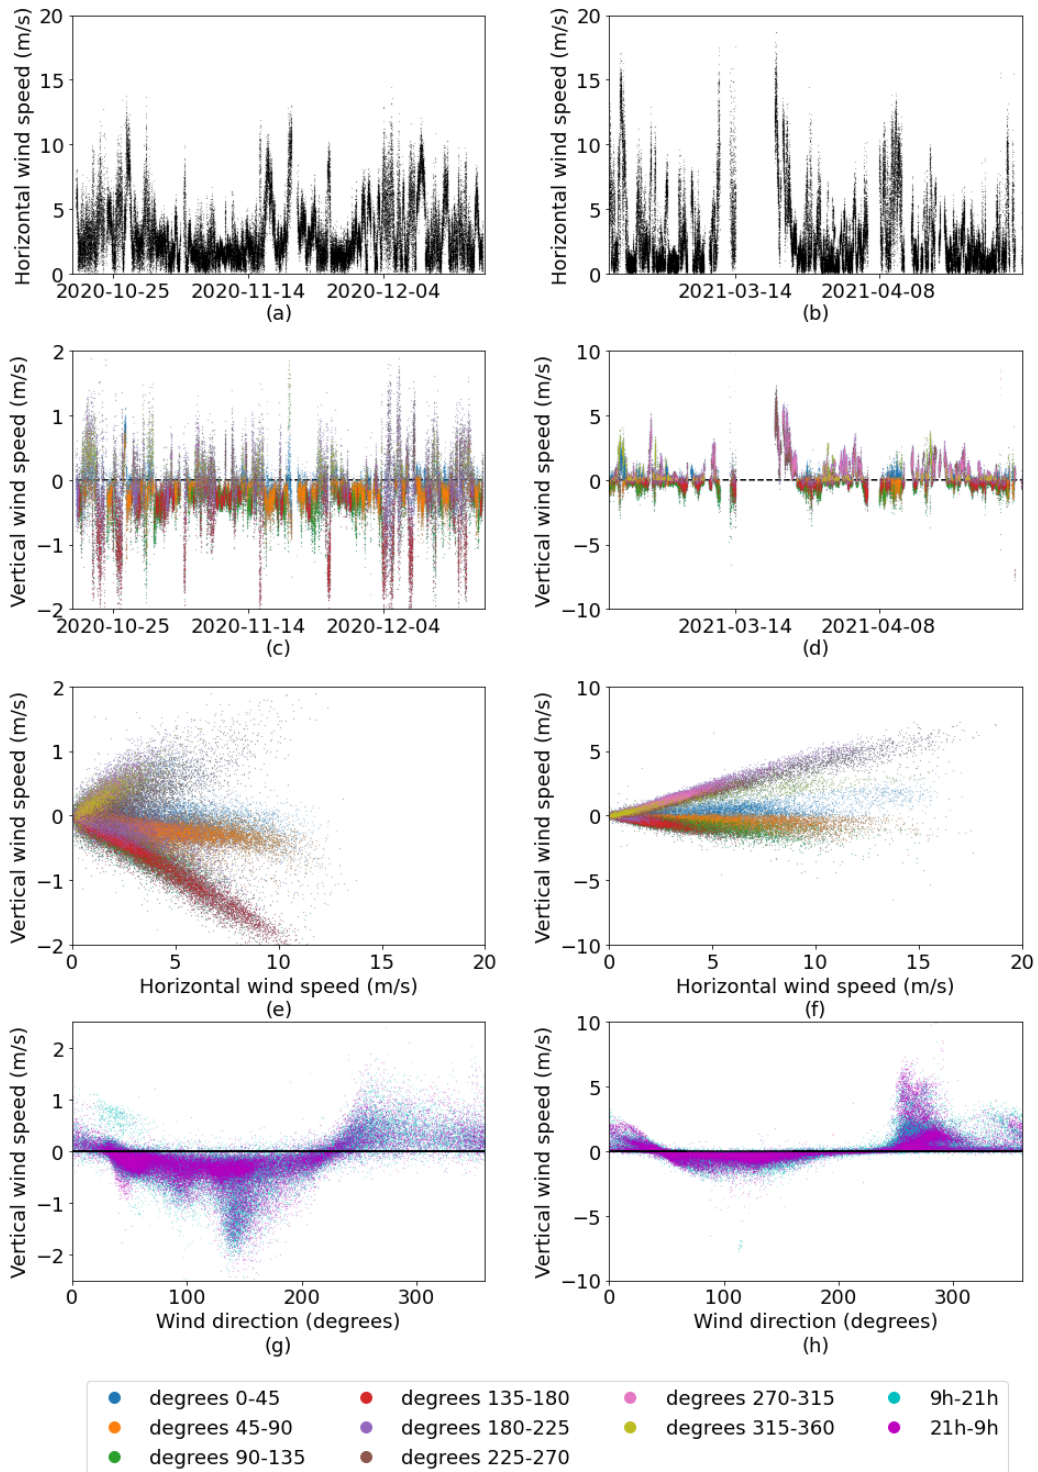 20
15
10
5
0
Horizontal wind speed (m/s)
2020-10-25 2020-11-14 2020-12-04
(a)
20
15
10
5
0
Horizontal wind speed (m/s)
2021-03-14 2021-04-08
(b)
2
1
0
−1
−2
Vertical wind speed (m/s)
2020-10-25 2020-11-14 2020-12-04
(c)
10
5
0
−5
−10
Vertical wind speed (m/s)
2021-03-14 2021-04-08
(d)
2
1
0
−1
−2
Vertical wind speed (m/s)
0 5 10 15 20
Horizontal wind speed (m/s)
(e)
10
5
0
−5
−10
Vertical wind speed (m/s)
0 5 10 15 20
Horizontal wind speed (m/s)
(f)
2
1
0
−1
−2
Vertical wind speed (m/s)
0 100 200 300
Wind direction (degrees)
(g)
10
5
0
−5
−10
Vertical wind speed (m/s)
0 100 200 300
Wind direction (degrees)
(h)
degrees 0-45
degrees 45-90
degrees 90-135
degrees 135-180
degrees 180-225
degrees 225-270
degrees 270-315
degrees 315-360
9h-21h
21h-9h